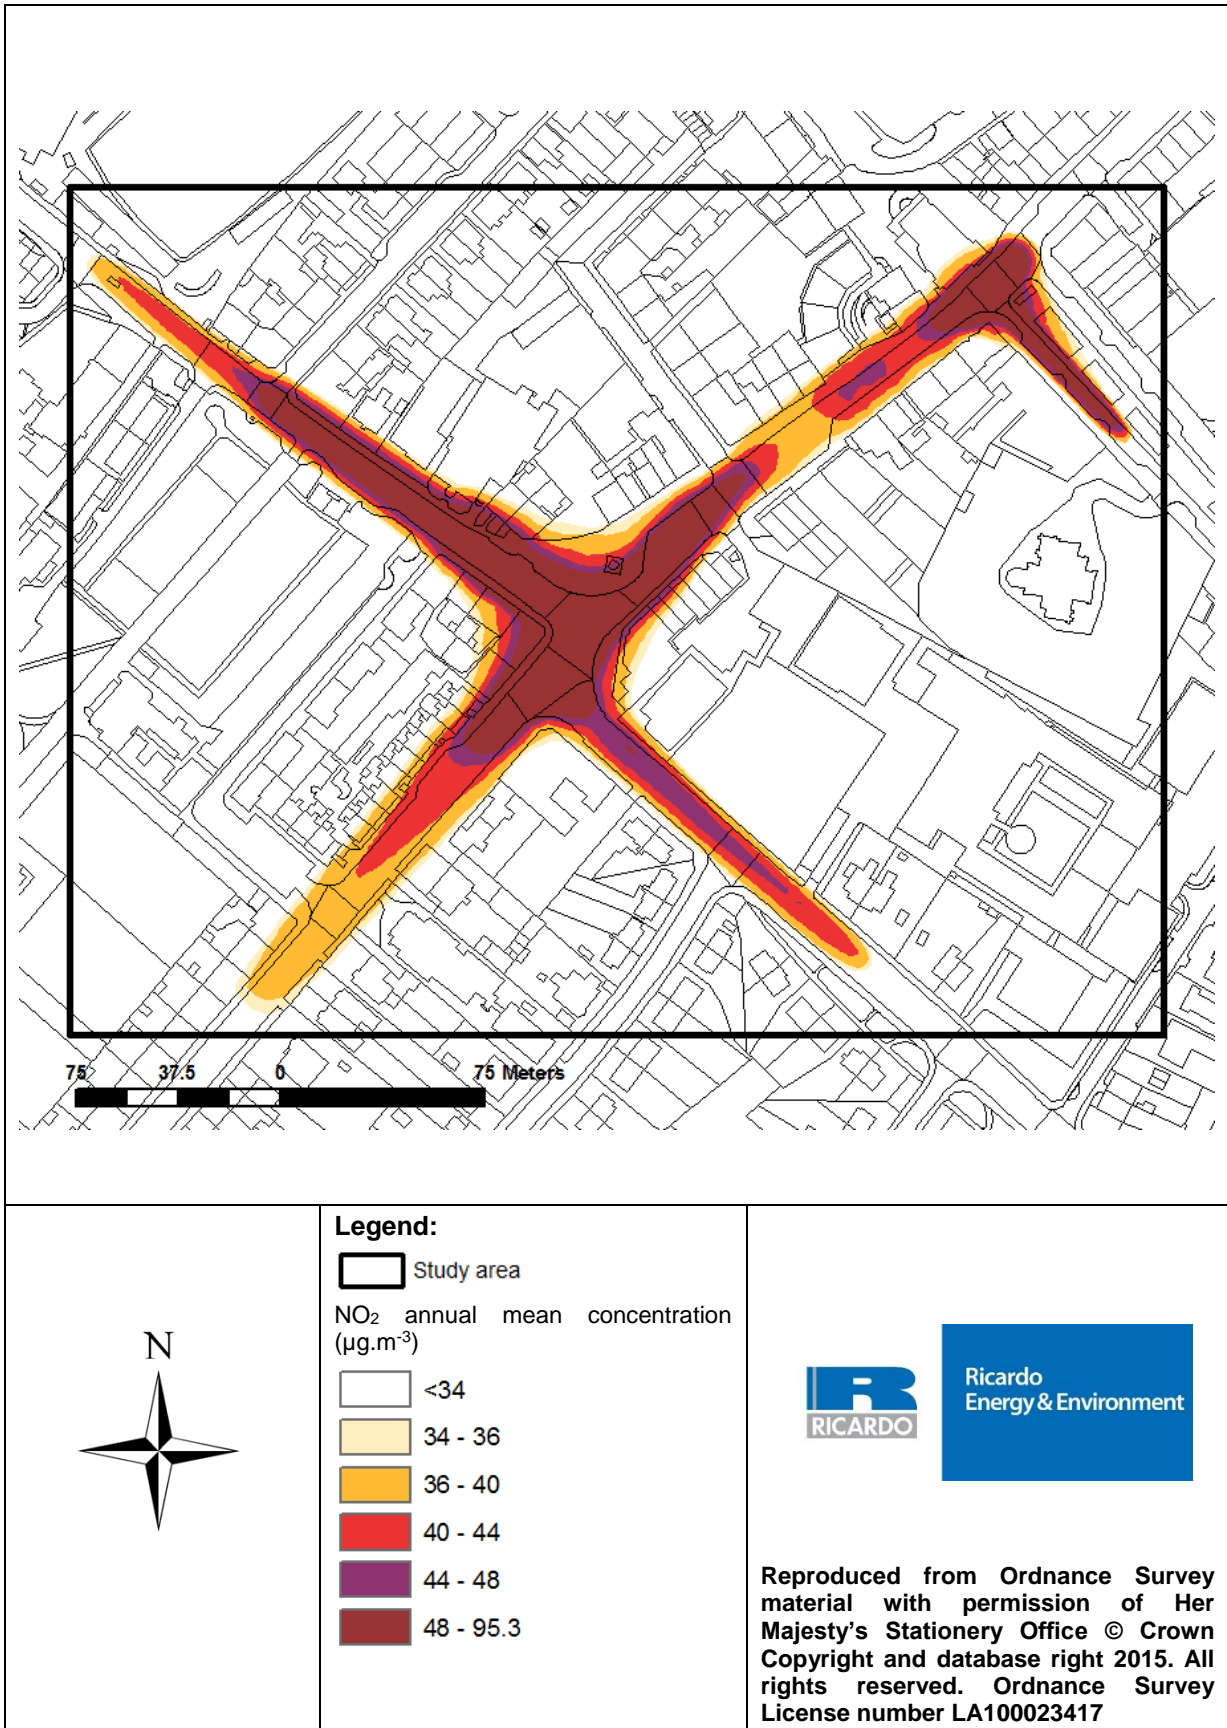 75 37.5 0 75 Meters
N
Legend:
Study area
NO₂ annual mean concentration
(µg.m⁻³)
<34
34 - 36
36 - 40
40 - 44
44 - 48
48 - 95.3
R
RICARDO
Ricardo
Energy & Environment
Reproduced from Ordnance Survey
material with permission of Her
Majesty's Stationery Office © Crown
Copyright and database right 2015. All
rights reserved. Ordnance Survey
License number LA100023417